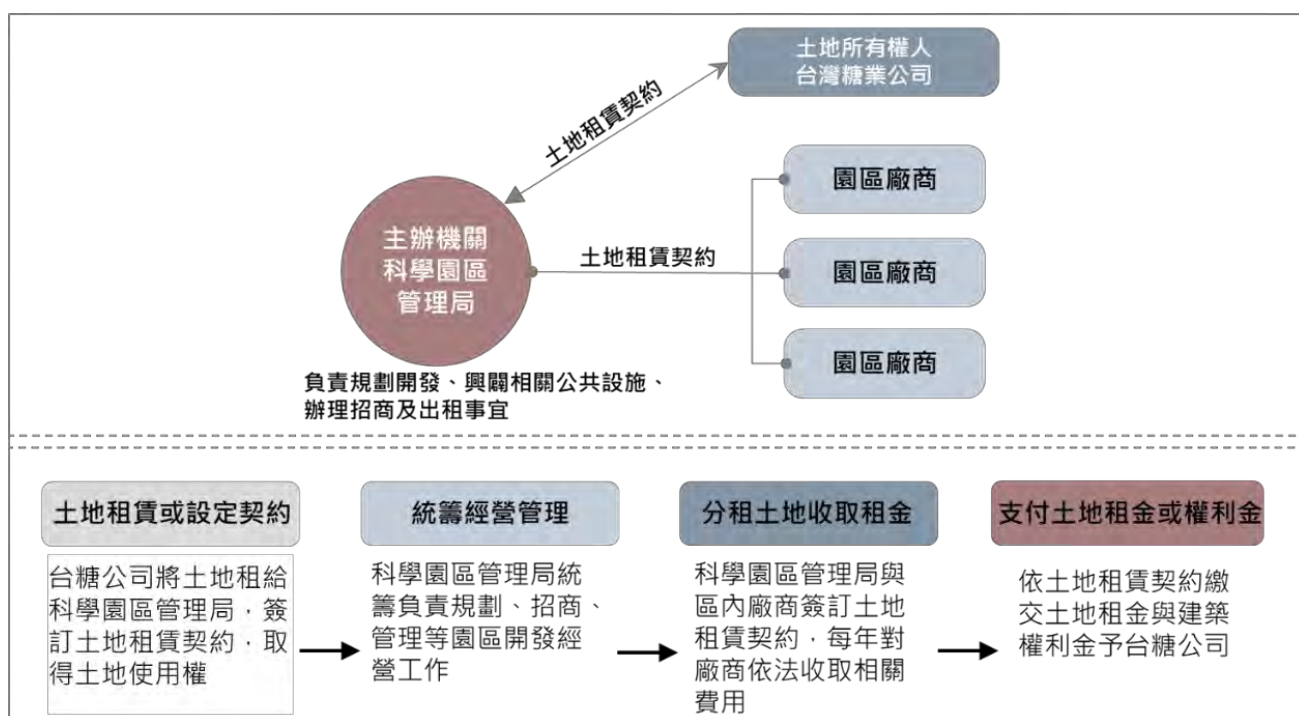 土地所有權人
台灣糖業公司
土地租賃契約
園區廠商
主辦機關
科學園區
管理局
土地租賃契約
園區廠商
園區廠商
負責規劃開發、興闢相關公共設施、
辦理招商及出租事宜
土地租賃或設定契約
台糖公司將土地租給
科學園區管理局，簽
訂土地租賃契約，取
得土地使用權
統籌經營管理
科學園區管理局統
籌負責規劃、招商、
管理等園區開發經
營工作
分租土地收取租金
科學園區管理局與
區內廠商簽訂土地
租賃契約，每年對
廠商依法收取相關
費用
支付土地租金或權利金
依土地租賃契約繳
交土地租金與建築
權利金予台糖公司